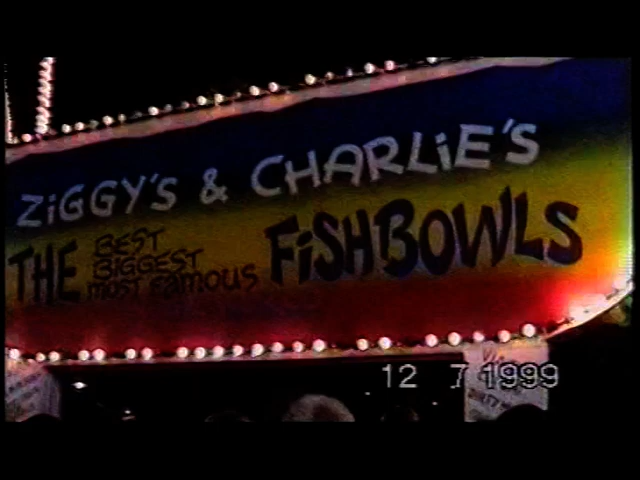 ZiGGY'S & CHARLiE'S
THE BEST BIGGEST MOST FAMOUS FiSHBOWLS
12 7 1999